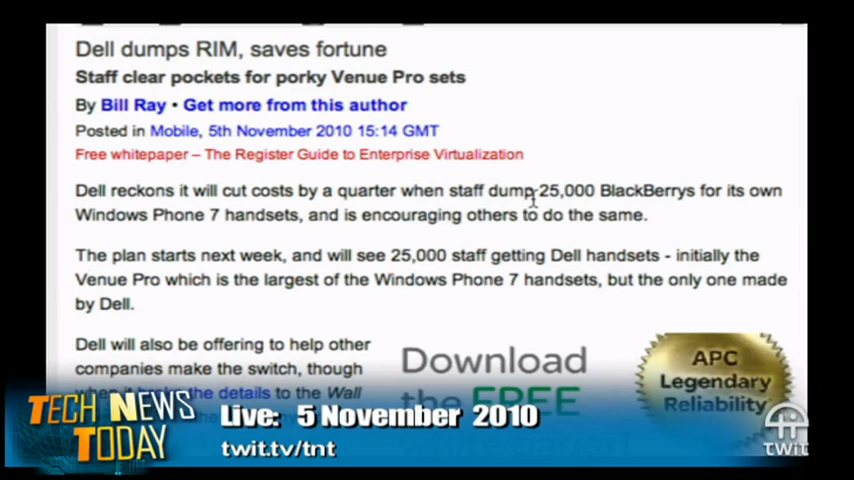 Dell dumps RIM, saves fortune
Staff clear pockets for porky Venue Pro sets
By Bill Ray • Get more from this author
Posted in Mobile, 5th November 2010 15:14 GMT
Free whitepaper – The Register Guide to Enterprise Virtualization
Dell reckons it will cut costs by a quarter when staff dump 25,000 BlackBerrys for its own
Windows Phone 7 handsets, and is encouraging others to do the same.
The plan starts next week, and will see 25,000 staff getting Dell handsets - initially the
Venue Pro which is the largest of the Windows Phone 7 handsets, but the only one made
by Dell.
Dell will also be offering to help other
companies make the switch, though
when it broke the details to the Wall
Download
the FREE
APC
Legendary
Reliability
TECH NEWS
TODAY
Live: 5 November 2010
twit.tv/tnt
TWiT